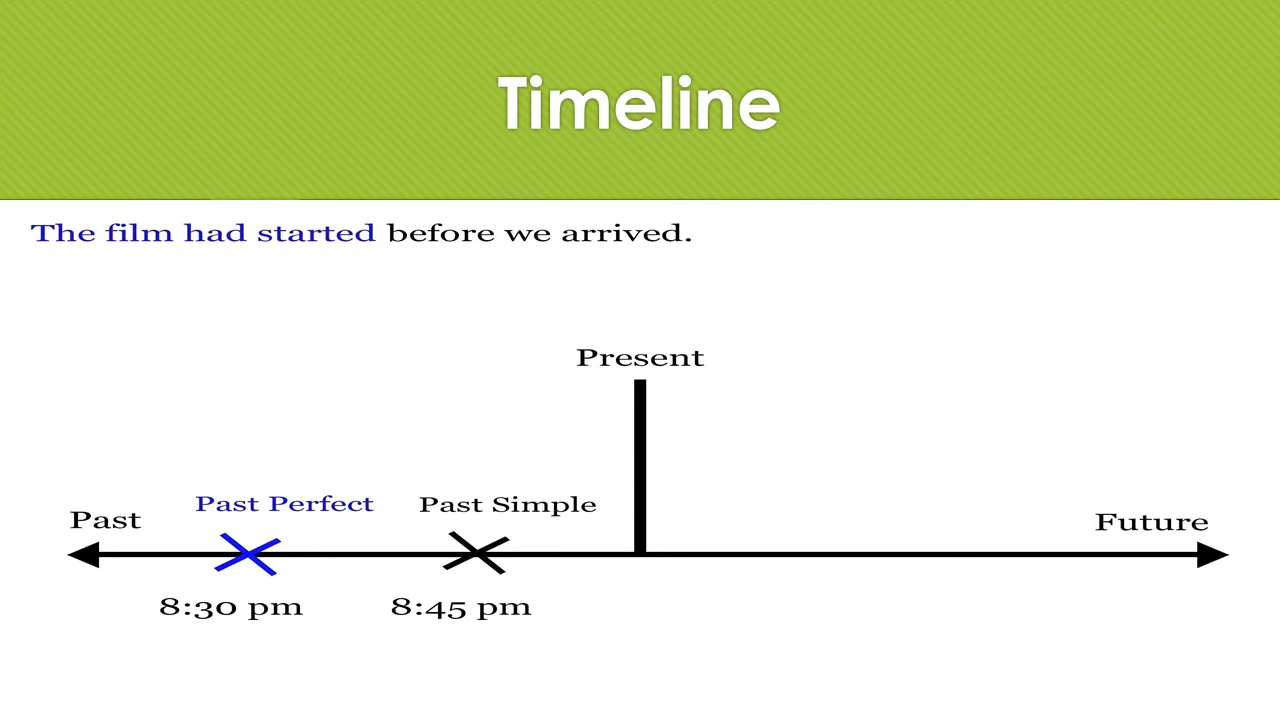 Timeline
The film had started before we arrived.
Present
Past Perfect Past Simple
Past Future
8:30 pm 8:45 pm